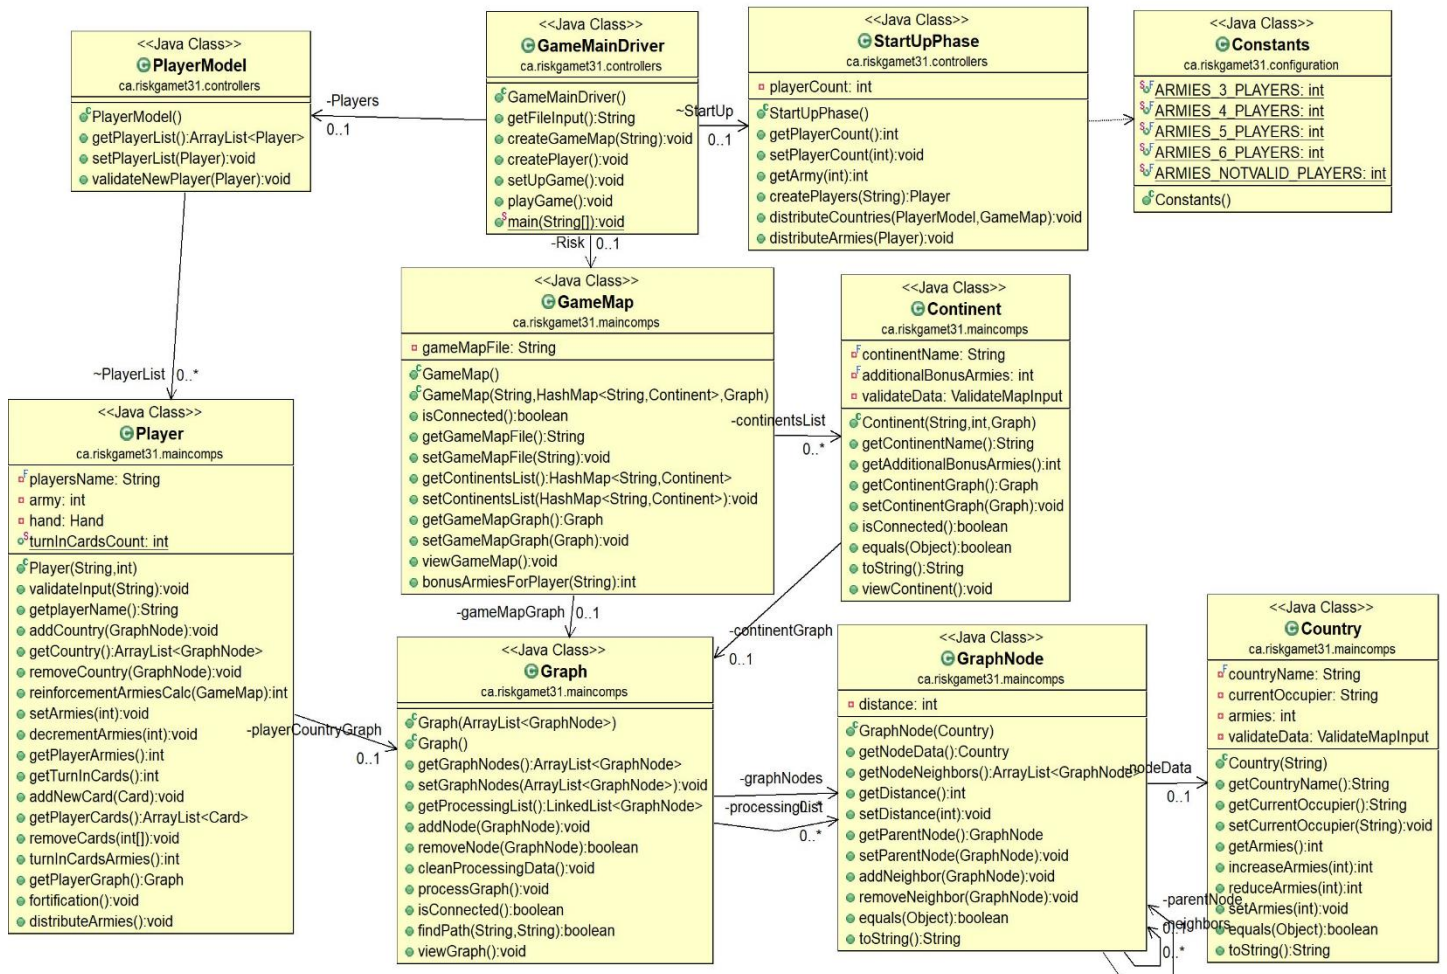 <<Java Class>>
PlayerModel
ca.riskgamet31.controllers
PlayerModel()
getPlayerList():ArrayList<Player>
setPlayerList(Player):void
validateNewPlayer(Player):void
-Players
0..1
<<Java Class>>
GameMainDriver
ca.riskgamet31.controllers
GameMainDriver()
getFileInput():String
createGameMap(String):void
createPlayer():void
setUpGame():void
playGame():void
main(String[]):void
~StartUp
0..1
<<Java Class>>
StartUpPhase
ca.riskgamet31.controllers
playerCount: int
StartUpPhase()
getPlayerCount():int
setPlayerCount(int):void
getArmy(int):int
createPlayers(String):Player
distributeCountries(PlayerModel,GameMap):void
distributeArmies(Player):void
<<Java Class>>
Constants
ca.riskgamet31.configuration
ARMIES_3_PLAYERS: int
ARMIES_4_PLAYERS: int
ARMIES_5_PLAYERS: int
ARMIES_6_PLAYERS: int
ARMIES_NOTVALID_PLAYERS: int
Constants()
-Risk 0..1
<<Java Class>>
GameMap
ca.riskgamet31.maincomps
gameMapFile: String
GameMap()
GameMap(String,HashMap<String,Continent>,Graph)
isConnected():boolean
getGameMapFile():String
setGameMapFile(String):void
getContinentsList():HashMap<String,Continent>
setContinentsList(HashMap<String,Continent>):void
getGameMapGraph():Graph
setGameMapGraph(Graph):void
viewGameMap():void
bonusArmiesForPlayer(String):int
-continentsList
0..*
<<Java Class>>
Continent
ca.riskgamet31.maincomps
continentName: String
additionalBonusArmies: int
validateData: ValidateMapInput
Continent(String,int,Graph)
getContinentName():String
getAdditionalBonusArmies():int
getContinentGraph():Graph
setContinentGraph(Graph):void
isConnected():boolean
equals(Object):boolean
toString():String
viewContinent():void
~PlayerList 0..*
<<Java Class>>
Player
ca.riskgamet31.maincomps
playersName: String
army: int
hand: Hand
turnInCardsCount: int
Player(String,int)
validateInput(String):void
getplayerName():String
addCountry(GraphNode):void
getCountry():ArrayList<GraphNode>
removeCountry(GraphNode):void
reinforcementArmiesCalc(GameMap):int
setArmies(int):void
decrementArmies(int):void
getPlayerArmies():int
getTurnInCards():int
addNewCard(Card):void
getPlayerCards():ArrayList<Card>
removeCards(int[]):void
turnInCardsArmies():int
getPlayerGraph():Graph
fortification():void
distributeArmies():void
-playerCountryGraph
0..1
-gameMapGraph 0..1
-continentGraph
0..1
<<Java Class>>
Graph
ca.riskgamet31.maincomps
Graph(ArrayList<GraphNode>)
Graph()
getGraphNodes():ArrayList<GraphNode>
setGraphNodes(ArrayList<GraphNode>):void
getProcessingList():LinkedList<GraphNode>
addNode(GraphNode):void
removeNode(GraphNode):boolean
cleanProcessingData():void
processGraph():void
isConnected():boolean
findPath(String,String):boolean
viewGraph():void
-graphNodes
0..*
-processingList
0..*
<<Java Class>>
GraphNode
ca.riskgamet31.maincomps
distance: int
GraphNode(Country)
getNodeData():Country
getNodeNeighbors():ArrayList<GraphNode>
getDistance():int
setDistance(int):void
getParentNode():GraphNode
setParentNode(GraphNode):void
addNeighbor(GraphNode):void
removeNeighbor(GraphNode):void
equals(Object):boolean
toString():String
-nodeData
0..1
-parentNode
0..1
-neighbors
0..*
<<Java Class>>
Country
ca.riskgamet31.maincomps
countryName: String
currentOccupier: String
armies: int
validateData: ValidateMapInput
Country(String)
getCountryName():String
getCurrentOccupier():String
setCurrentOccupier(String):void
getArmies():int
increaseArmies(int):int
reduceArmies(int):int
setArmies(int):void
equals(Object):boolean
toString():String